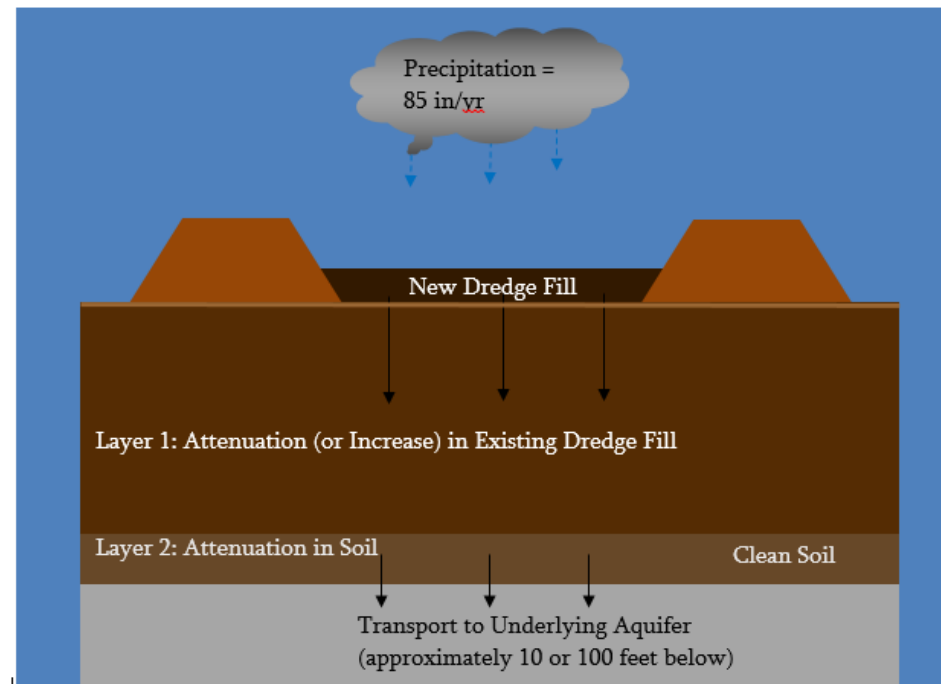 Precipitation =
85 in/yr
New Dredge Fill
Layer 1: Attenuation (or Increase) in Existing Dredge Fill
Layer 2: Attenuation in Soil
Clean Soil
Transport to Underlying Aquifer
(approximately 10 or 100 feet below)